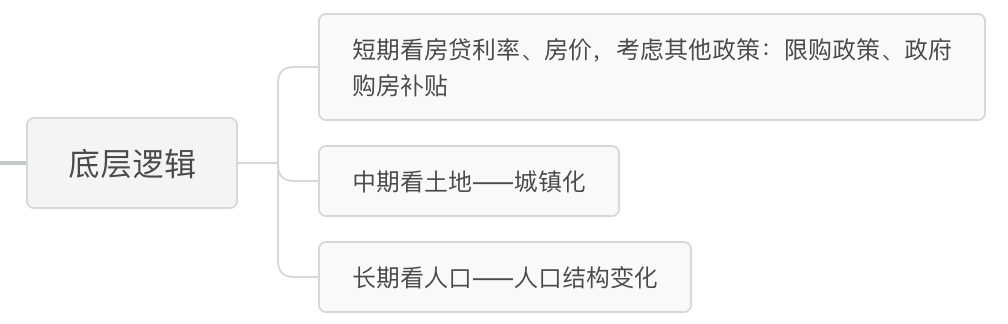 底层逻辑
短期看房贷利率、房价，考虑其他政策：限购政策、政府
购房补贴
中期看土地——城镇化
长期看人口——人口结构变化